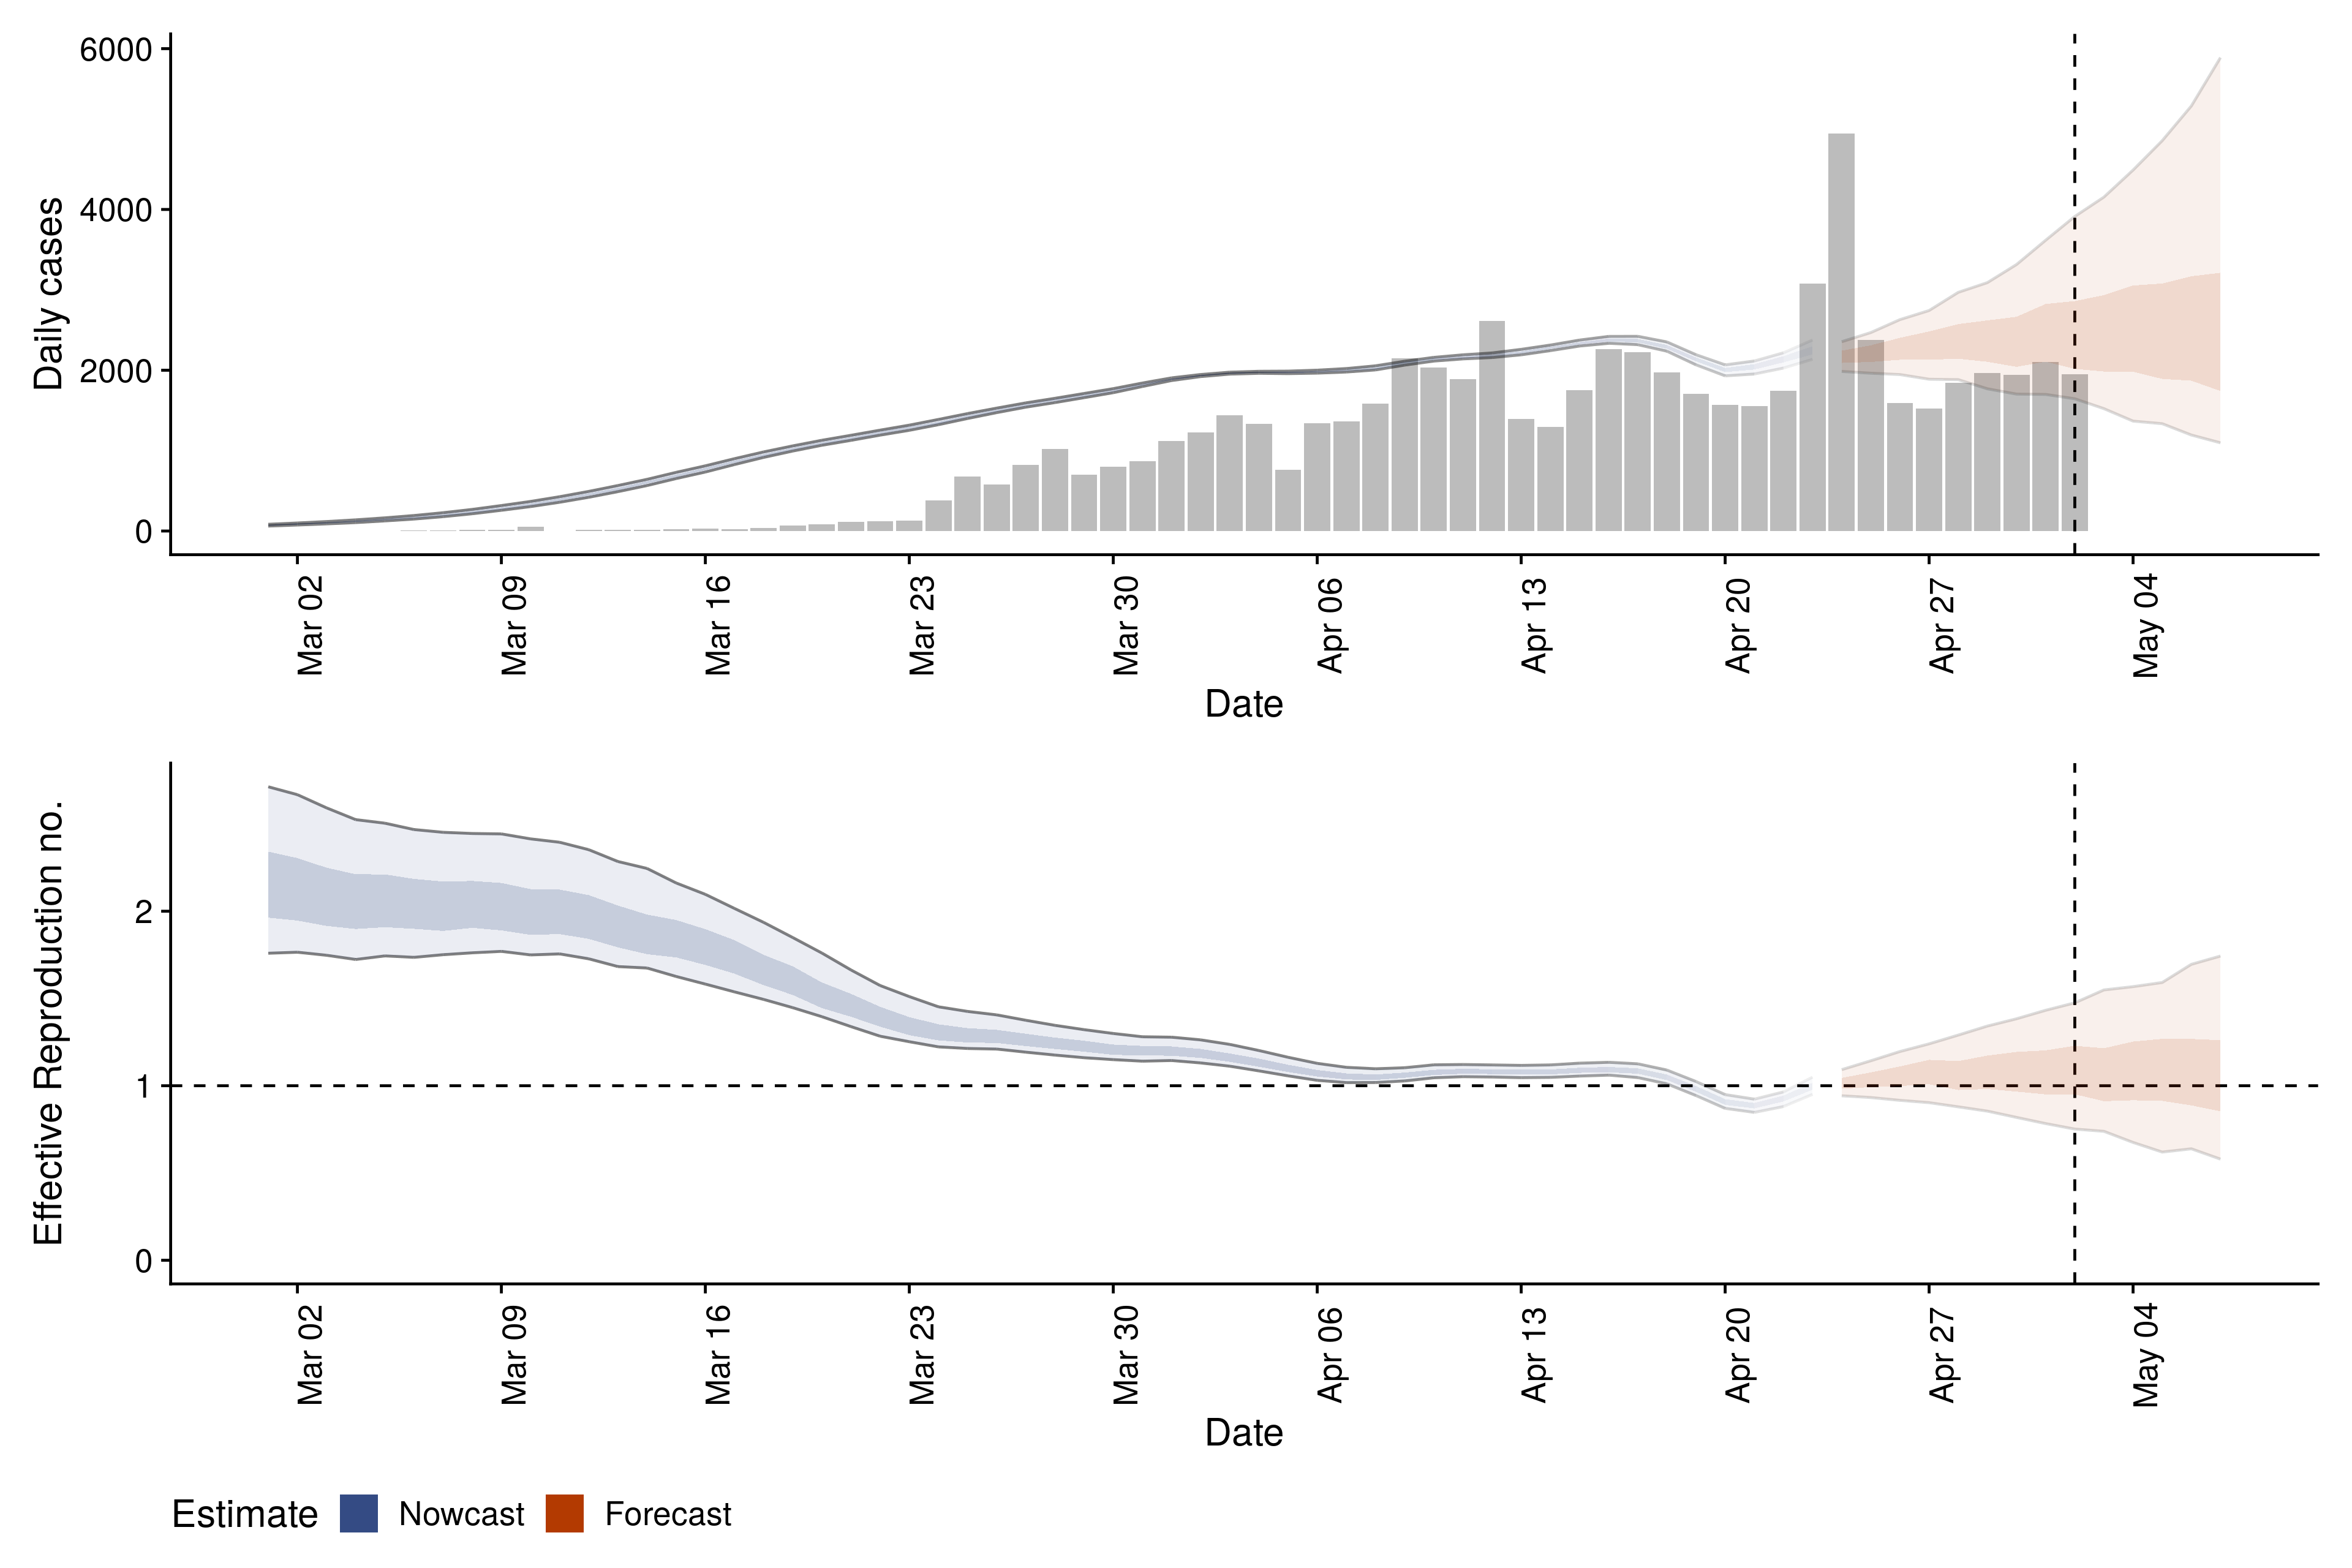 Daily cases
6000
4000
2000
0
Mar 02
Mar 09
Mar 16
Mar 23
Mar 30
Apr 06
Apr 13
Apr 20
Apr 27
May 04
Date
Effective Reproduction no.
2
1
0
Mar 02
Mar 09
Mar 16
Mar 23
Mar 30
Apr 06
Apr 13
Apr 20
Apr 27
May 04
Date
Estimate Nowcast Forecast